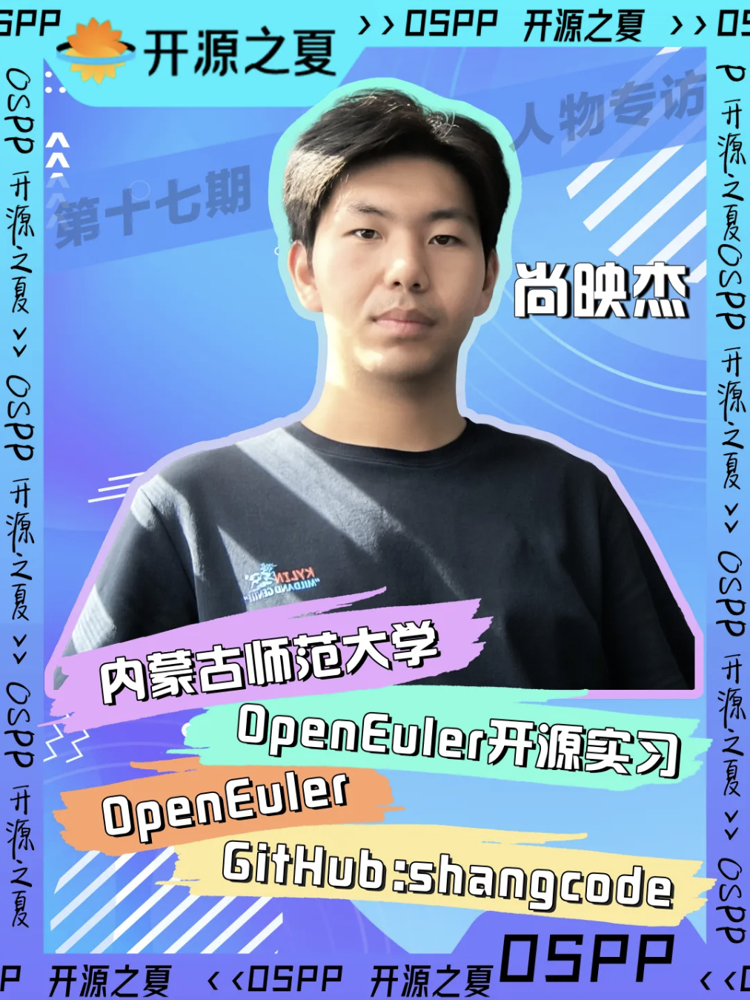 OSPP
开源之夏
>>OSPP 开源之夏 >>OS
人物专访
第十七期
尚映杰
KYLIN
"MILD AND GENTLE"
内蒙古师范大学
OpenEuler开源实习
OpenEuler
GitHub:shangcode
OSPP 开源之夏 >> OSPP 开源之夏 >> OSPP 开源之夏
P 开源之夏OSPP 开源之夏 >> OSPP 开源之夏 >> OSPP
P 开源之夏 <<OSPP 开源之夏 OSPP <<O